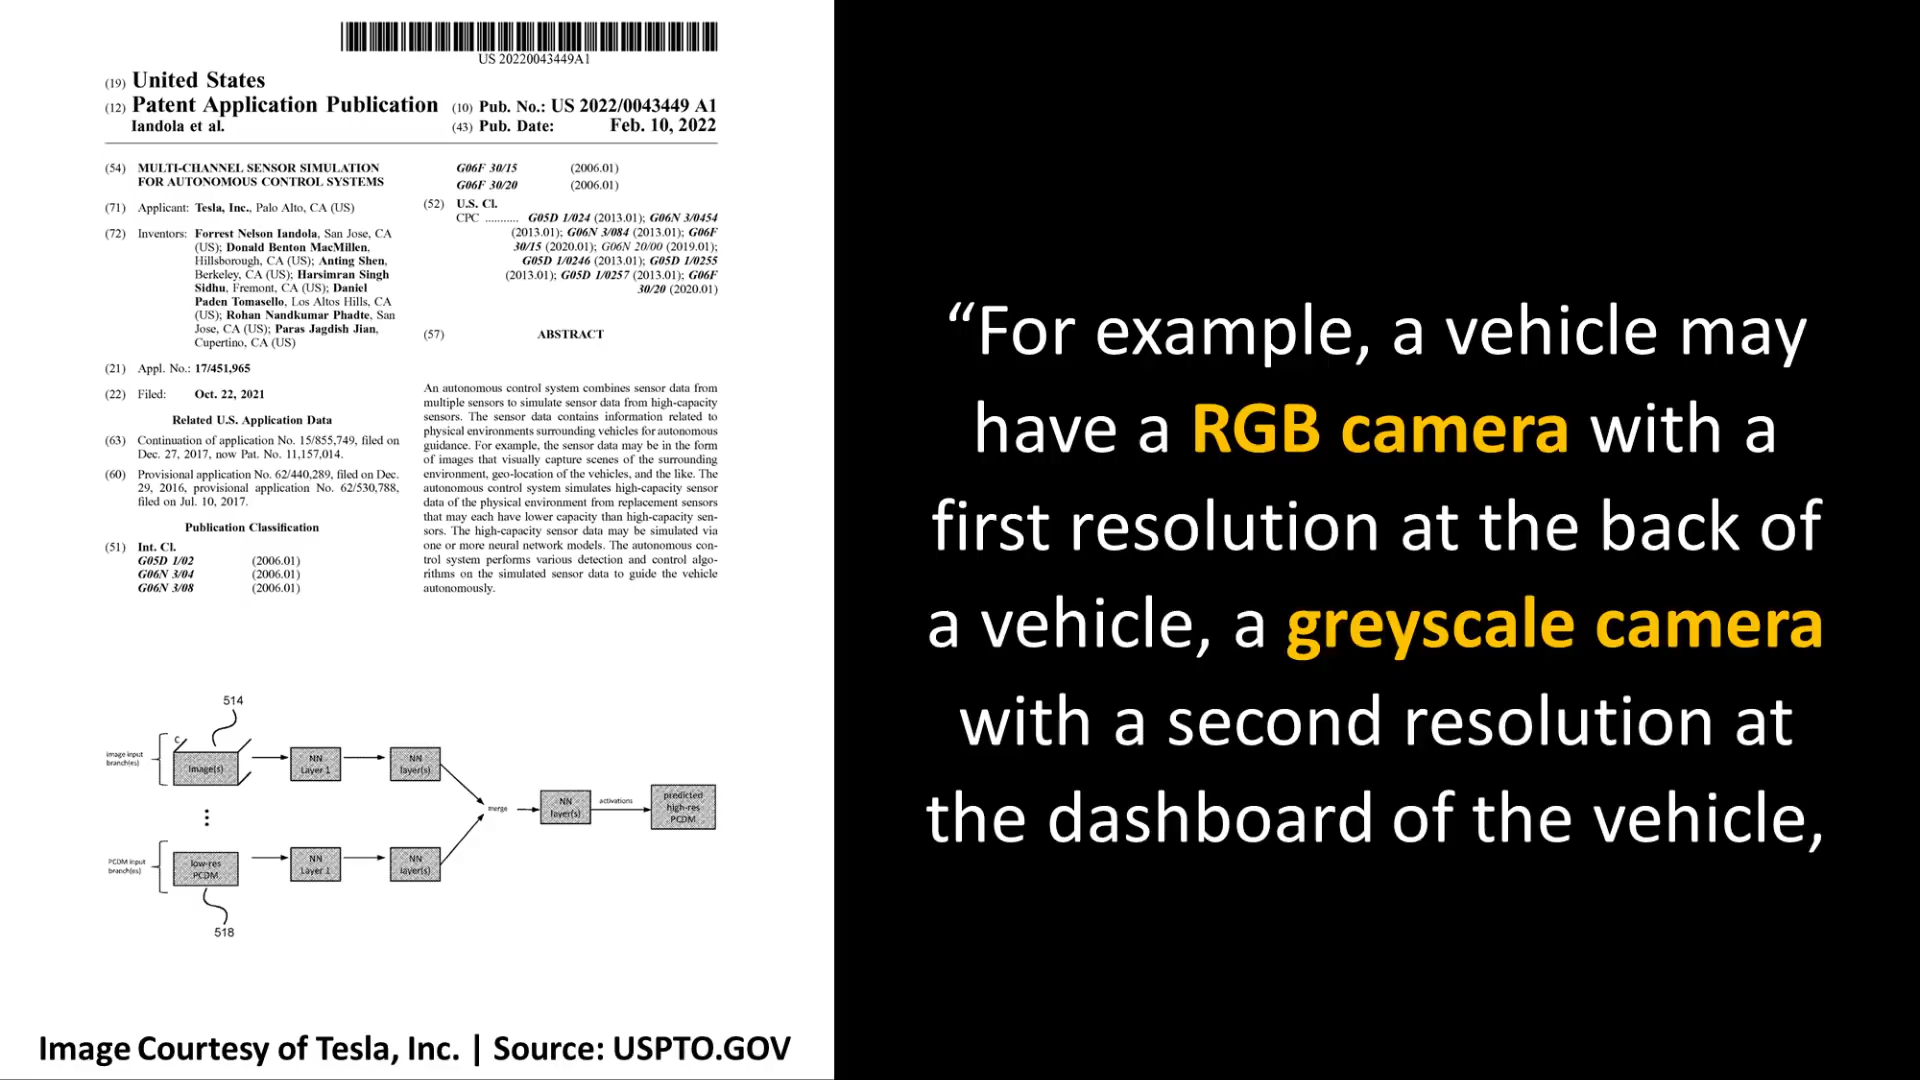 US 20220043449A1
(19) United States
(12) Patent Application Publication
Iandola et al.
(10) Pub. No.: US 2022/0043449 A1
(43) Pub. Date: Feb. 10, 2022
(54) MULTI-CHANNEL SENSOR SIMULATION
FOR AUTONOMOUS CONTROL SYSTEMS
(71) Applicant: Tesla, Inc., Palo Alto, CA (US)
(72) Inventors: Forrest Nelson Iandola, San Jose, CA
(US); Donald Benton MacMillen,
Hillsborough, CA (US); Anting Shen,
Berkeley, CA (US); Harsimran Singh
Sidhu, Fremont, CA (US); Daniel
Paden Tomasello, Los Altos Hills, CA
(US); Rohan Nandkumar Phadte, San
Jose, CA (US); Paras Jagdish Jian,
Cupertino, CA (US)
(21) Appl. No.: 17/451,965
(22) Filed: Oct. 22, 2021
Related U.S. Application Data
(63) Continuation of application No. 15/855,749, filed on
Dec. 27, 2017, now Pat. No. 11,157,014.
(60) Provisional application No. 62/440,289, filed on Dec.
29, 2016, provisional application No. 62/530,788,
filed on Jul. 10, 2017.
Publication Classification
(51) Int. Cl.
G05D 1/02 (2006.01)
G06N 3/04 (2006.01)
G06N 3/08 (2006.01)
G06F 30/15 (2006.01)
G06F 30/20 (2006.01)
(52) U.S. Cl.
CPC ........... G05D 1/024 (2013.01); G06N 3/0454
(2013.01); G06N 3/084 (2013.01); G06F
30/15 (2020.01); G06N 20/00 (2019.01);
G05D 1/0246 (2013.01); G05D 1/0255
(2013.01); G05D 1/0257 (2013.01); G06F
30/20 (2020.01)
(57) ABSTRACT
An autonomous control system combines sensor data from
multiple sensors to simulate sensor data from high-capacity
sensors. The sensor data contains information related to
physical environments surrounding vehicles for autonomous
guidance. For example, the sensor data may be in the form
of images that visually capture scenes of the surrounding
environment, geo-location of the vehicles, and the like. The
autonomous control system simulates high-capacity sensor
data of the physical environment from replacement sensors
that may each have lower capacity than high-capacity sen-
sors. The high-capacity sensor data may be simulated via
one or more neural network models. The autonomous con-
trol system performs various detection and control algo-
rithms on the simulated sensor data to guide the vehicle
autonomously.
514
image input
branch(es)
C
Image(s)
NN
Layer 1
NN
layer(s)
merge
NN
layer(s)
activations
predicted
high-res
PCDM
PCDM input
branch(es)
low-res
PCDM
NN
Layer 1
NN
layer(s)
518
Image Courtesy of Tesla, Inc. | Source: USPTO.GOV
“For example, a vehicle may
have a RGB camera with a
first resolution at the back of
a vehicle, a greyscale camera
with a second resolution at
the dashboard of the vehicle,